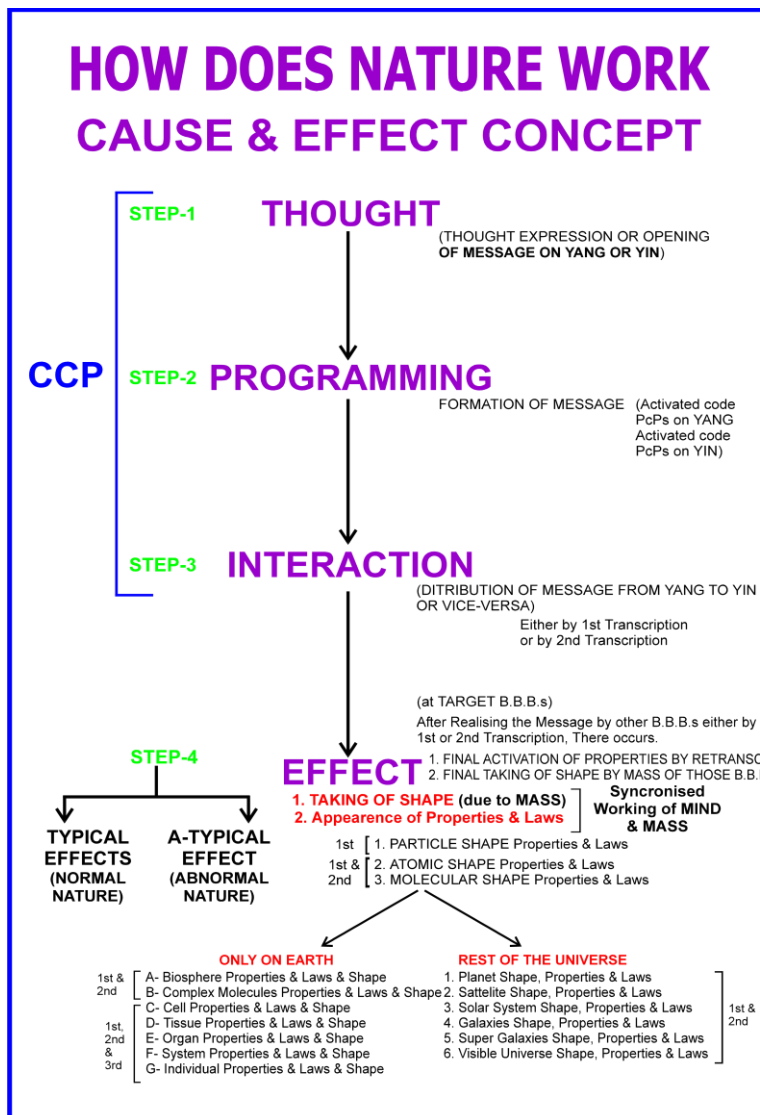 HOW DOES NATURE WORK
CAUSE & EFFECT CONCEPT
STEP-1
THOUGHT
(THOUGHT EXPRESSION OR OPENING
OF MESSAGE ON YANG OR YIN)
CCP
STEP-2
PROGRAMMING
FORMATION OF MESSAGE (Activated code
PcPs on YANG
Activated code
PcPs on YIN)
STEP-3
INTERACTION
(DITRIBUTION OF MESSAGE FROM YANG TO YIN
OR VICE-VERSA)
Either by 1st Transcription
or by 2nd Transcription
(at TARGET B.B.B.s)
After Realising the Message by other B.B.B.s either by
1st or 2nd Transcription, There occurs.
STEP-4
EFFECT
1. FINAL ACTIVATION OF PROPERTIES BY RETRANSC
2. FINAL TAKING OF SHAPE BY MASS OF THOSE B.B.
1. TAKING OF SHAPE (due to MASS)
2. Appearence of Properties & Laws
Syncronised
Working of MIND
& MASS
TYPICAL
EFFECTS
(NORMAL
NATURE)
A-TYPICAL
EFFECT
(ABNORMAL
NATURE)
1st
1. PARTICLE SHAPE Properties & Laws
1st &
2nd
2. ATOMIC SHAPE Properties & Laws
3. MOLECULAR SHAPE Properties & Laws
ONLY ON EARTH
1st &
2nd
A- Biosphere Properties & Laws & Shape
B- Complex Molecules Properties & Laws & Shape
1st,
2nd
&
3rd
C- Cell Properties & Laws & Shape
D- Tissue Properties & Laws & Shape
E- Organ Properties & Laws & Shape
F- System Properties & Laws & Shape
G- Individual Properties & Laws & Shape
REST OF THE UNIVERSE
1. Planet Shape, Properties & Laws
2. Sattelite Shape, Properties & Laws
3. Solar System Shape, Properties & Laws
4. Galaxies Shape, Properties & Laws
5. Super Galaxies Shape, Properties & Laws
6. Visible Universe Shape, Properties & Laws
1st &
2nd